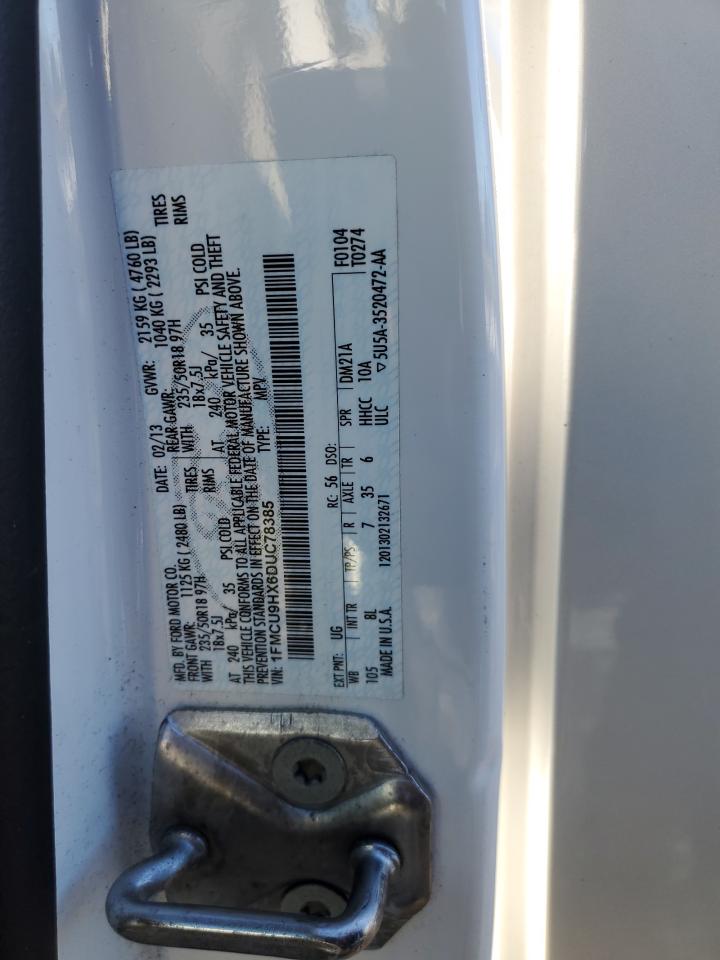 MFD. BY FORD MOTOR CO.
DATE: 02/13 GVWR: 2159 KG ( 4760 LB)
FRONT GAWR: 1125 KG ( 2480 LB) REAR GAWR: 1040 KG ( 2293 LB)
WITH 235/50R18 97H TIRES WITH 235/50R18 97H TIRES
18x7.5J RIMS 18x7.5J RIMS
AT 240 kPa/ 35 PSI COLD AT 240 kPa/ 35 PSI COLD
THIS VEHICLE CONFORMS TO ALL APPLICABLE FEDERAL MOTOR VEHICLE SAFETY AND THEFT
PREVENTION STANDARDS IN EFFECT ON THE DATE OF MANUFACTURE SHOWN ABOVE.
VIN: 1FMCU9HX6DUC78385 TYPE: MPV
EXT PNT: UG RC: 56 DSO: F0104
WB INT TR TP/PS R AXLE TR SPR DM21A T0274
105 8L 7 35 6 HHCC 10A
MADE IN U.S.A. 1201302132671 ULC ▽5U5A-3520472-AA